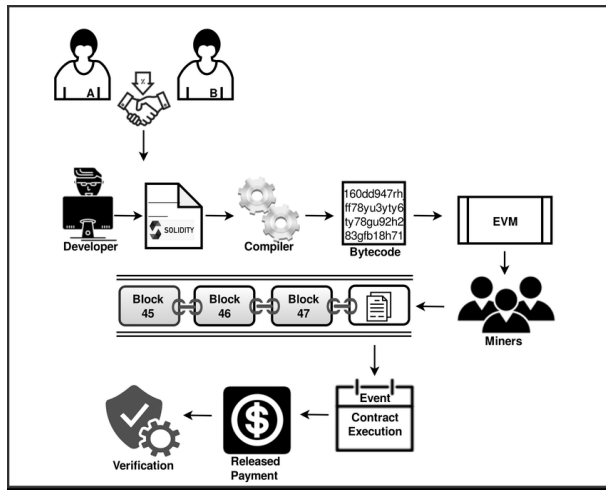 A
B
%
Developer
SOLIDITY
Compiler
160dd947rhj
ff78yu3yty6
ty78gu92h2
83gfb18h71
Bytecode
EVM
Block
45
Block
46
Block
47
Miners
Event
Contract
Execution
$
Verification
Released
Payment